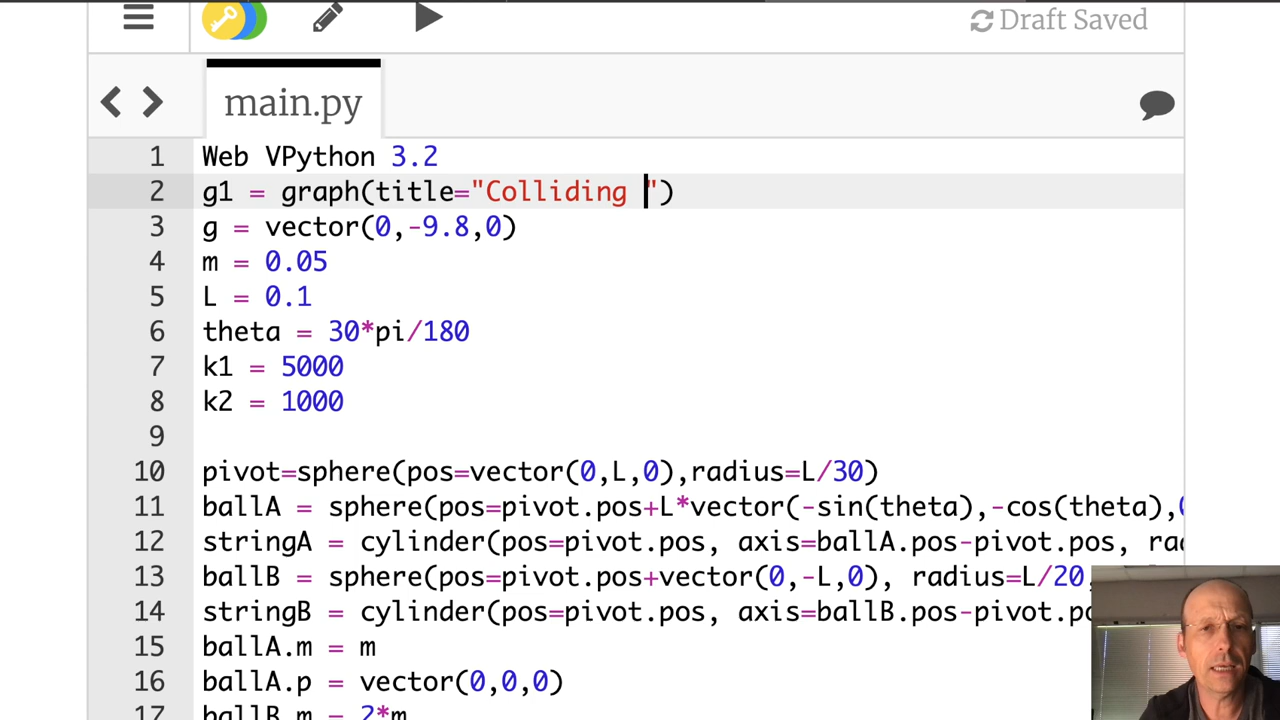 Draft Saved
main.py
1 Web VPython 3.2
2 g1 = graph(title="Colliding ")
3 g = vector(0,-9.8,0)
4 m = 0.05
5 L = 0.1
6 theta = 30*pi/180
7 k1 = 5000
8 k2 = 1000
9
10 pivot=sphere(pos=vector(0,L,0),radius=L/30)
11 ballA = sphere(pos=pivot.pos+L*vector(-sin(theta),-cos(theta),0
12 stringA = cylinder(pos=pivot.pos, axis=ballA.pos-pivot.pos, rad
13 ballB = sphere(pos=pivot.pos+vector(0,-L,0), radius=L/20,
14 stringB = cylinder(pos=pivot.pos, axis=ballB.pos-pivot.po
15 ballA.m = m
16 ballA.p = vector(0,0,0)
17 ballB.m = 2*m